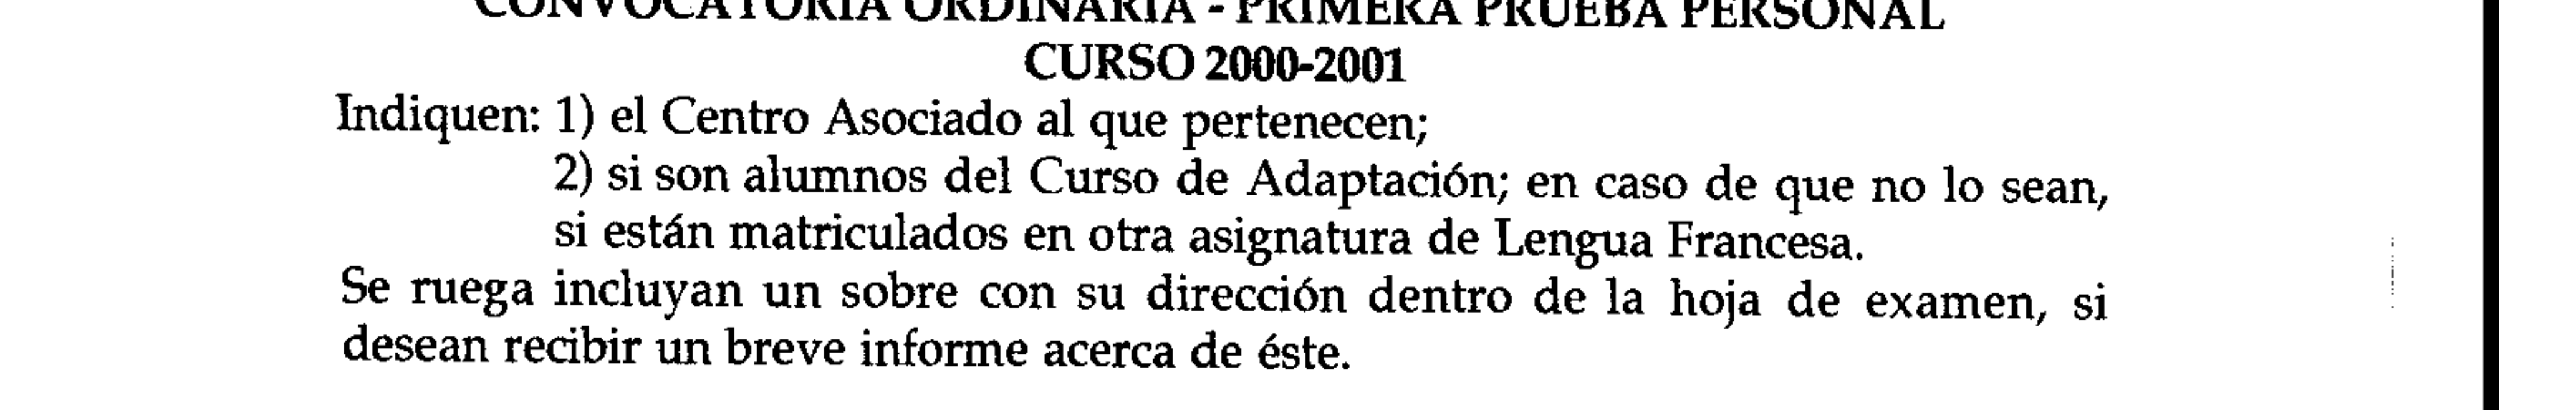 CONVOCATORIA ORDINARIA - PRIMERA PRUEBA PERSONAL
CURSO 2000-2001
Indiquen: 1) el Centro Asociado al que pertenecen;
2) si son alumnos del Curso de Adaptación; en caso de que no lo sean,
si están matriculados en otra asignatura de Lengua Francesa.
Se ruega incluyan un sobre con su dirección dentro de la hoja de examen, si
desean recibir un breve informe acerca de éste.